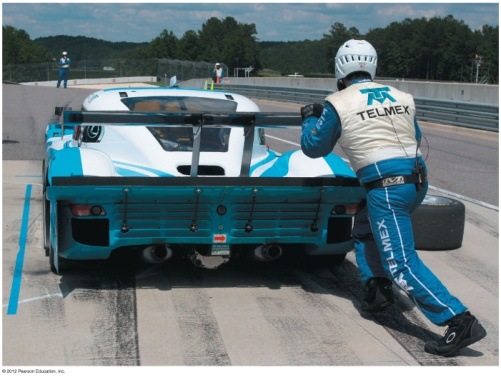 TELMEX
TELMEX
© 2012 Pearson Education, Inc.